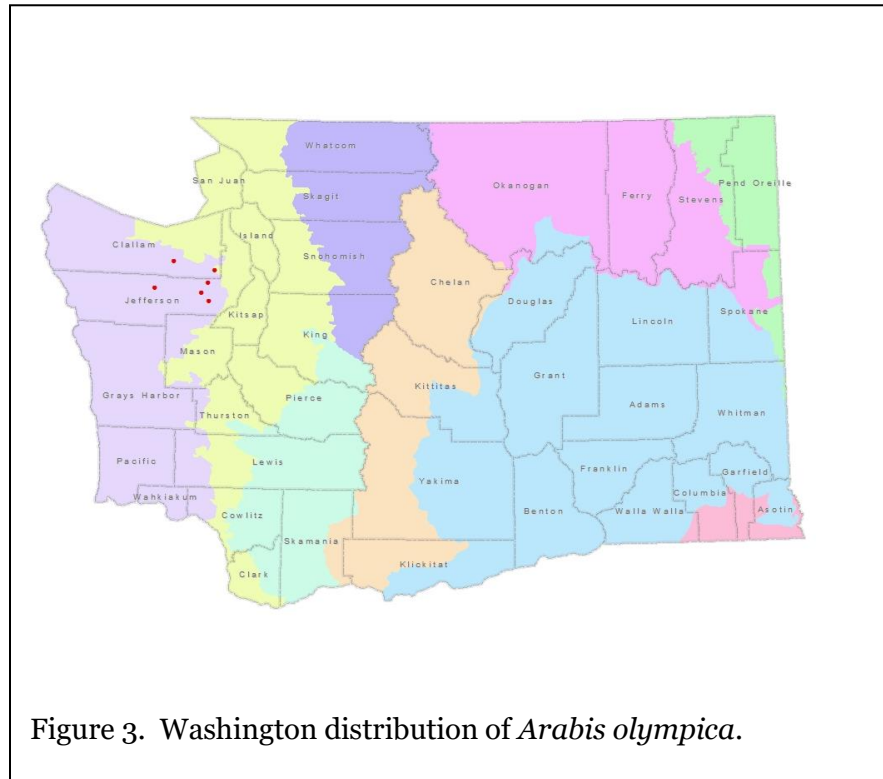 Whatcom
San Juan
Skagit
Okanogan
Ferry
Stevens
Pend Oreille
Island
Clallam
Snohomish
Chelan
Jefferson
Kitsap
Douglas
Lincoln
Spokane
King
Mason
Kittitas
Grant
Grays Harbor
Pierce
Adams
Whitman
Thurston
Pacific
Lewis
Yakima
Franklin
Garfield
Wahkiakum
Columbia
Cowlitz
Benton
Walla Walla
Asotin
Skamania
Klickitat
Clark
Figure 3. Washington distribution of Arabis olympica.